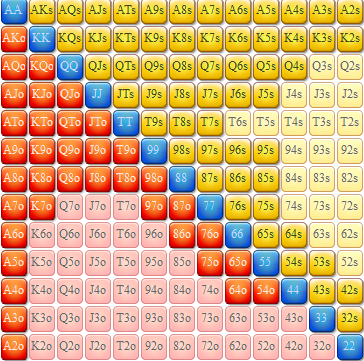 AA AKs AQs AJs ATs A9s A8s A7s A6s A5s A4s A3s A2s
AKo KK KQs KJs KTs K9s K8s K7s K6s K5s K4s K3s K2s
AQo KQo QQ QJs QTs Q9s Q8s Q7s Q6s Q5s Q4s Q3s Q2s
AJo KJo QJo JJ JTs J9s J8s J7s J6s J5s J4s J3s J2s
ATo KTo QTo JTo TT T9s T8s T7s T6s T5s T4s T3s T2s
A9o K9o Q9o J9o T9o 99 98s 97s 96s 95s 94s 93s 92s
A8o K8o Q8o J8o T8o 98o 88 87s 86s 85s 84s 83s 82s
A7o K7o Q7o J7o T7o 97o 87o 77 76s 75s 74s 73s 72s
A6o K6o Q6o J6o T6o 96o 86o 76o 66 65s 64s 63s 62s
A5o K5o Q5o J5o T5o 95o 85o 75o 65o 55 54s 53s 52s
A4o K4o Q4o J4o T4o 94o 84o 74o 64o 54o 44 43s 42s
A3o K3o Q3o J3o T3o 93o 83o 73o 63o 53o 43o 33 32s
A2o K2o Q2o J2o T2o 92o 82o 72o 62o 52o 42o 32o 22